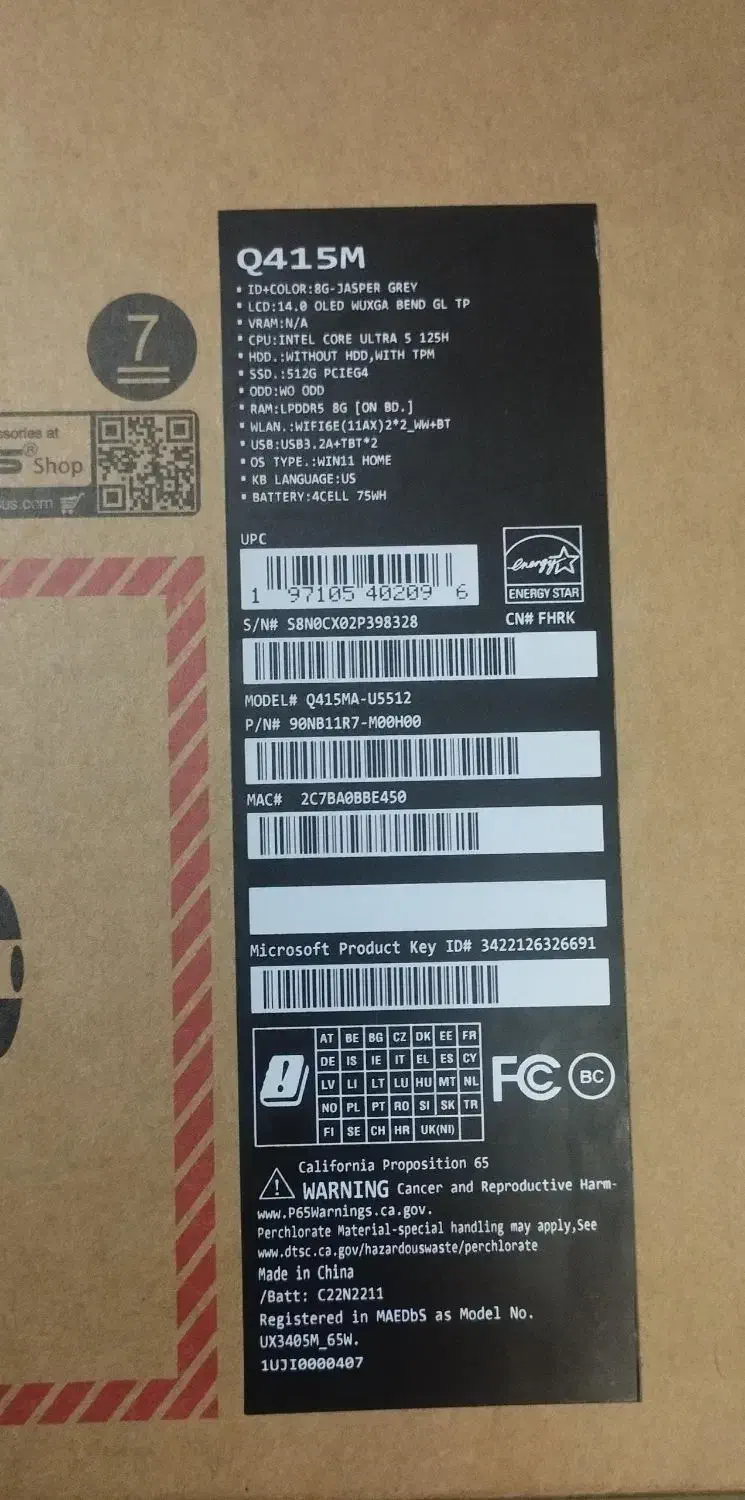 Q415M
• ID+COLOR:8G-JASPER GREY
• LCD:14.0 OLED WUXGA BEND GL TP
• VRAM:N/A
• CPU:INTEL CORE ULTRA 5 125H
• HDD.:WITHOUT HDD,WITH TPM
• SSD.:512G PCIEG4
• ODD:WO ODD
• RAM:LPDDR5 8G [ON BD.]
• WLAN.:WIFI6E(11AX)2*2_WW+BT
• USB:USB3.2A+TBT*2
• OS TYPE.:WIN11 HOME
• KB LANGUAGE:US
• BATTERY:4CELL 75WH
7
ssories at
S® Shop
us.com
UPC
1 97105 40209 6
energy
ENERGY STAR
S/N# S8N0CX02P398328
CN# FHRK
MODEL# Q415MA-U5512
P/N# 90NB11R7-M00H00
MAC# 2C7BA0BBE450
Microsoft Product Key ID# 3422126326691
AT BE BG CZ DK EE FR
DE IS IE IT EL ES CY
LV LI LT LU HU MT NL
NO PL PT RO SI SK TR
FI SE CH HR UK(NI)
FC BC
California Proposition 65
WARNING Cancer and Reproductive Harm-
www.P65Warnings.ca.gov.
Perchlorate Material-special handling may apply,See
www.dtsc.ca.gov/hazardouswaste/perchlorate
Made in China
/Batt: C22N2211
Registered in MAEDbS as Model No.
UX3405M_65W.
1UJI0000407